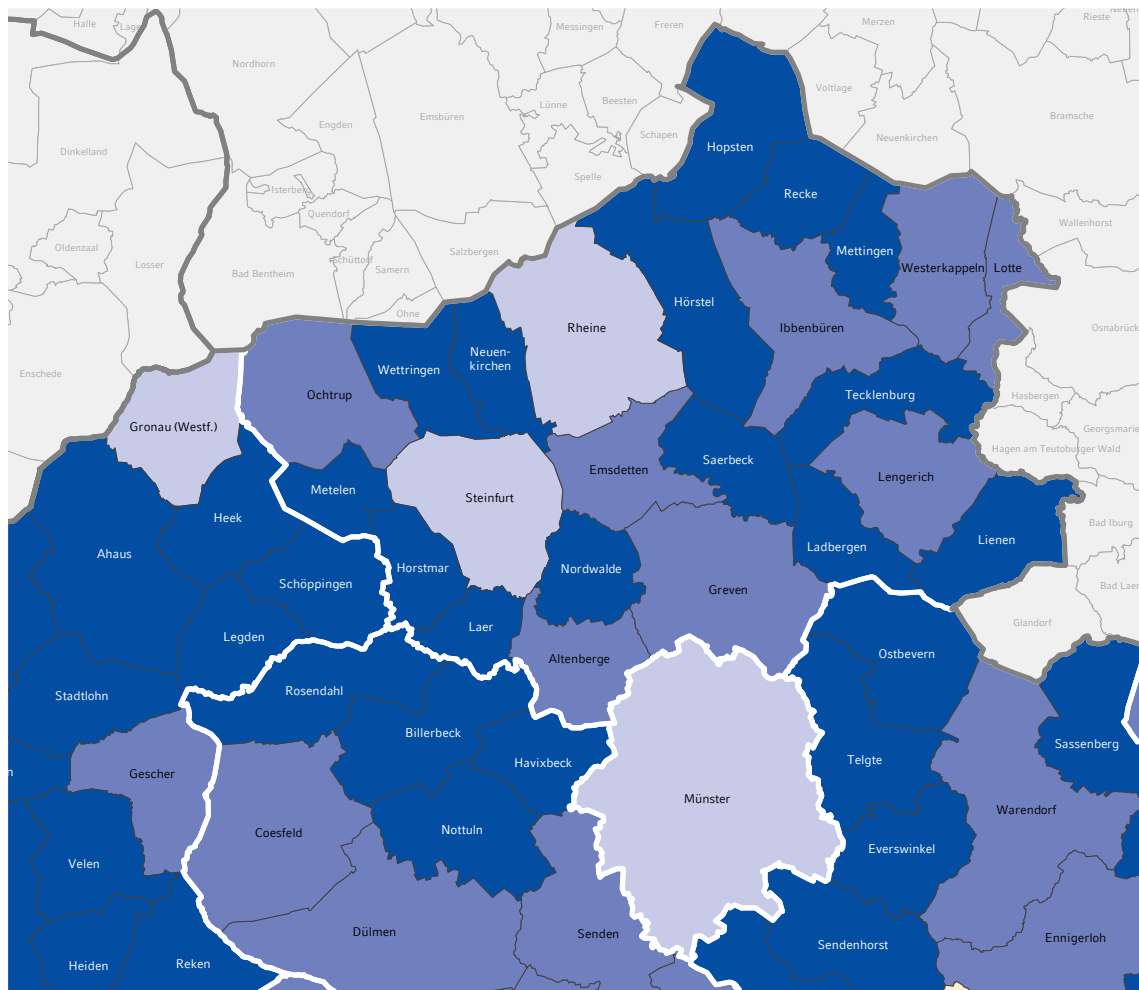 Halle
Lage
Messingen
Freren
Merzen
Rieste
Nordhorn
Voltlage
Lünne
Beesten
Emsbüren
Bramsche
Engden
Schapen
Neuenkirchen
Hopsten
Dinkelland
Spelle
Isterberg
Recke
Quendorf
Wallenhorst
Oldenzaal
Salzbergen
Mettingen
Losser
Schüttorf
Samern
Westerkappeln
Lotte
Bad Bentheim
Hörstel
Ohne
Rheine
Ibbenbüren
Osnabrück
Neuen-
kirchen
Wettringen
Enschede
Ochtrup
Tecklenburg
Hasbergen
Gronau (Westf.)
Georgsmarie
Hagen am Teutoburger Wald
Saerbeck
Emsdetten
Lengerich
Metelen
Steinfurt
Heek
Bad Iburg
Lienen
Ladbergen
Ahaus
Horstmar
Nordwalde
Schöppingen
Bad Laer
Greven
Glandorf
Laer
Legden
Ostbevern
Altenberge
Rosendahl
Stadtlohn
Billerbeck
Sassenberg
Telgte
Havixbeck
n
Gescher
Münster
Warendorf
Nottuln
Coesfeld
Everswinkel
Velen
Dülmen
Senden
Ennigerloh
Sendenhorst
Reken
Heiden